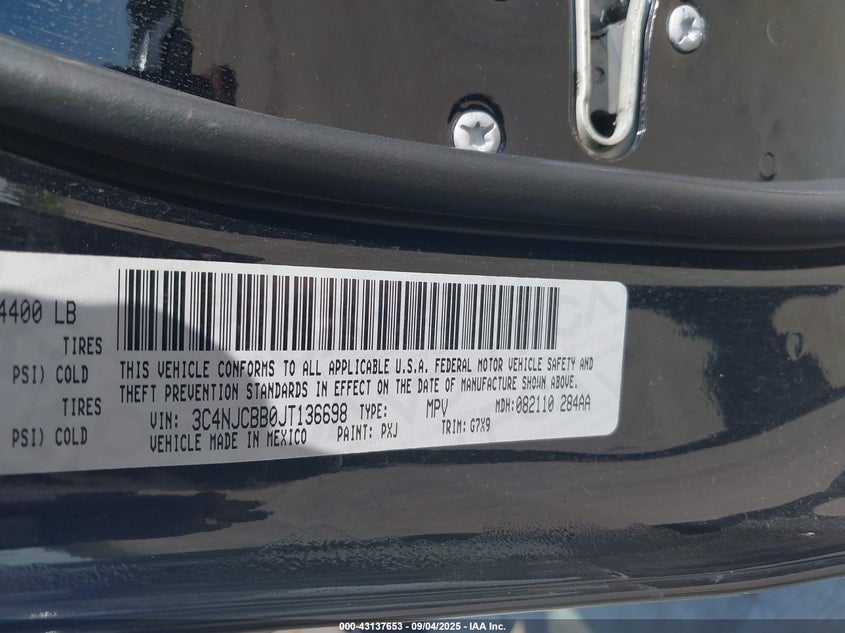 4400 LB
TIRES
PSI) COLD
TIRES
PSI) COLD
THIS VEHICLE CONFORMS TO ALL APPLICABLE U.S.A. FEDERAL MOTOR VEHICLE SAFETY AND
THEFT PREVENTION STANDARDS IN EFFECT ON THE DATE OF MANUFACTURE SHOWN ABOVE.
VIN: 3C4NJCBB0JT136698 TYPE: MPV MDH: 082110 284AA
VEHICLE MADE IN MEXICO PAINT: PXJ TRIM: G7X9
000-43137653 - 09/04/2025 - IAA Inc.